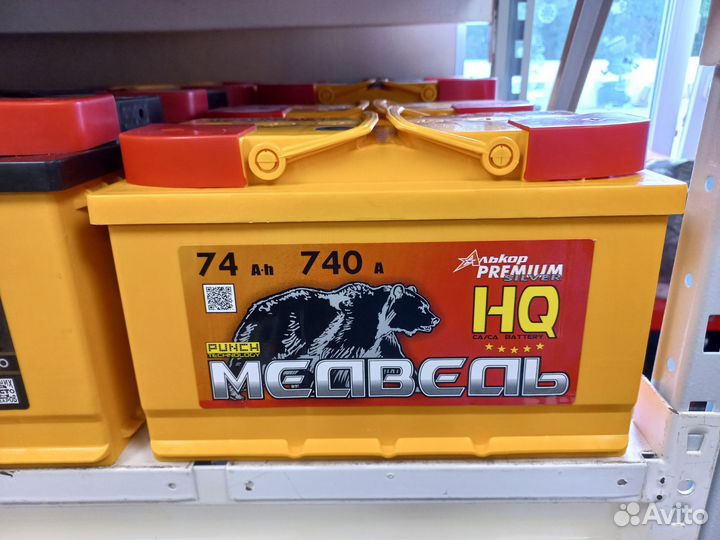 74 A·h 740 A
Алькор
PREMIUM
SILVER
HQ
CA/CA BATTERY
PUNCH
TECHNOLOGY
МЕДВЕДЬ
Avito